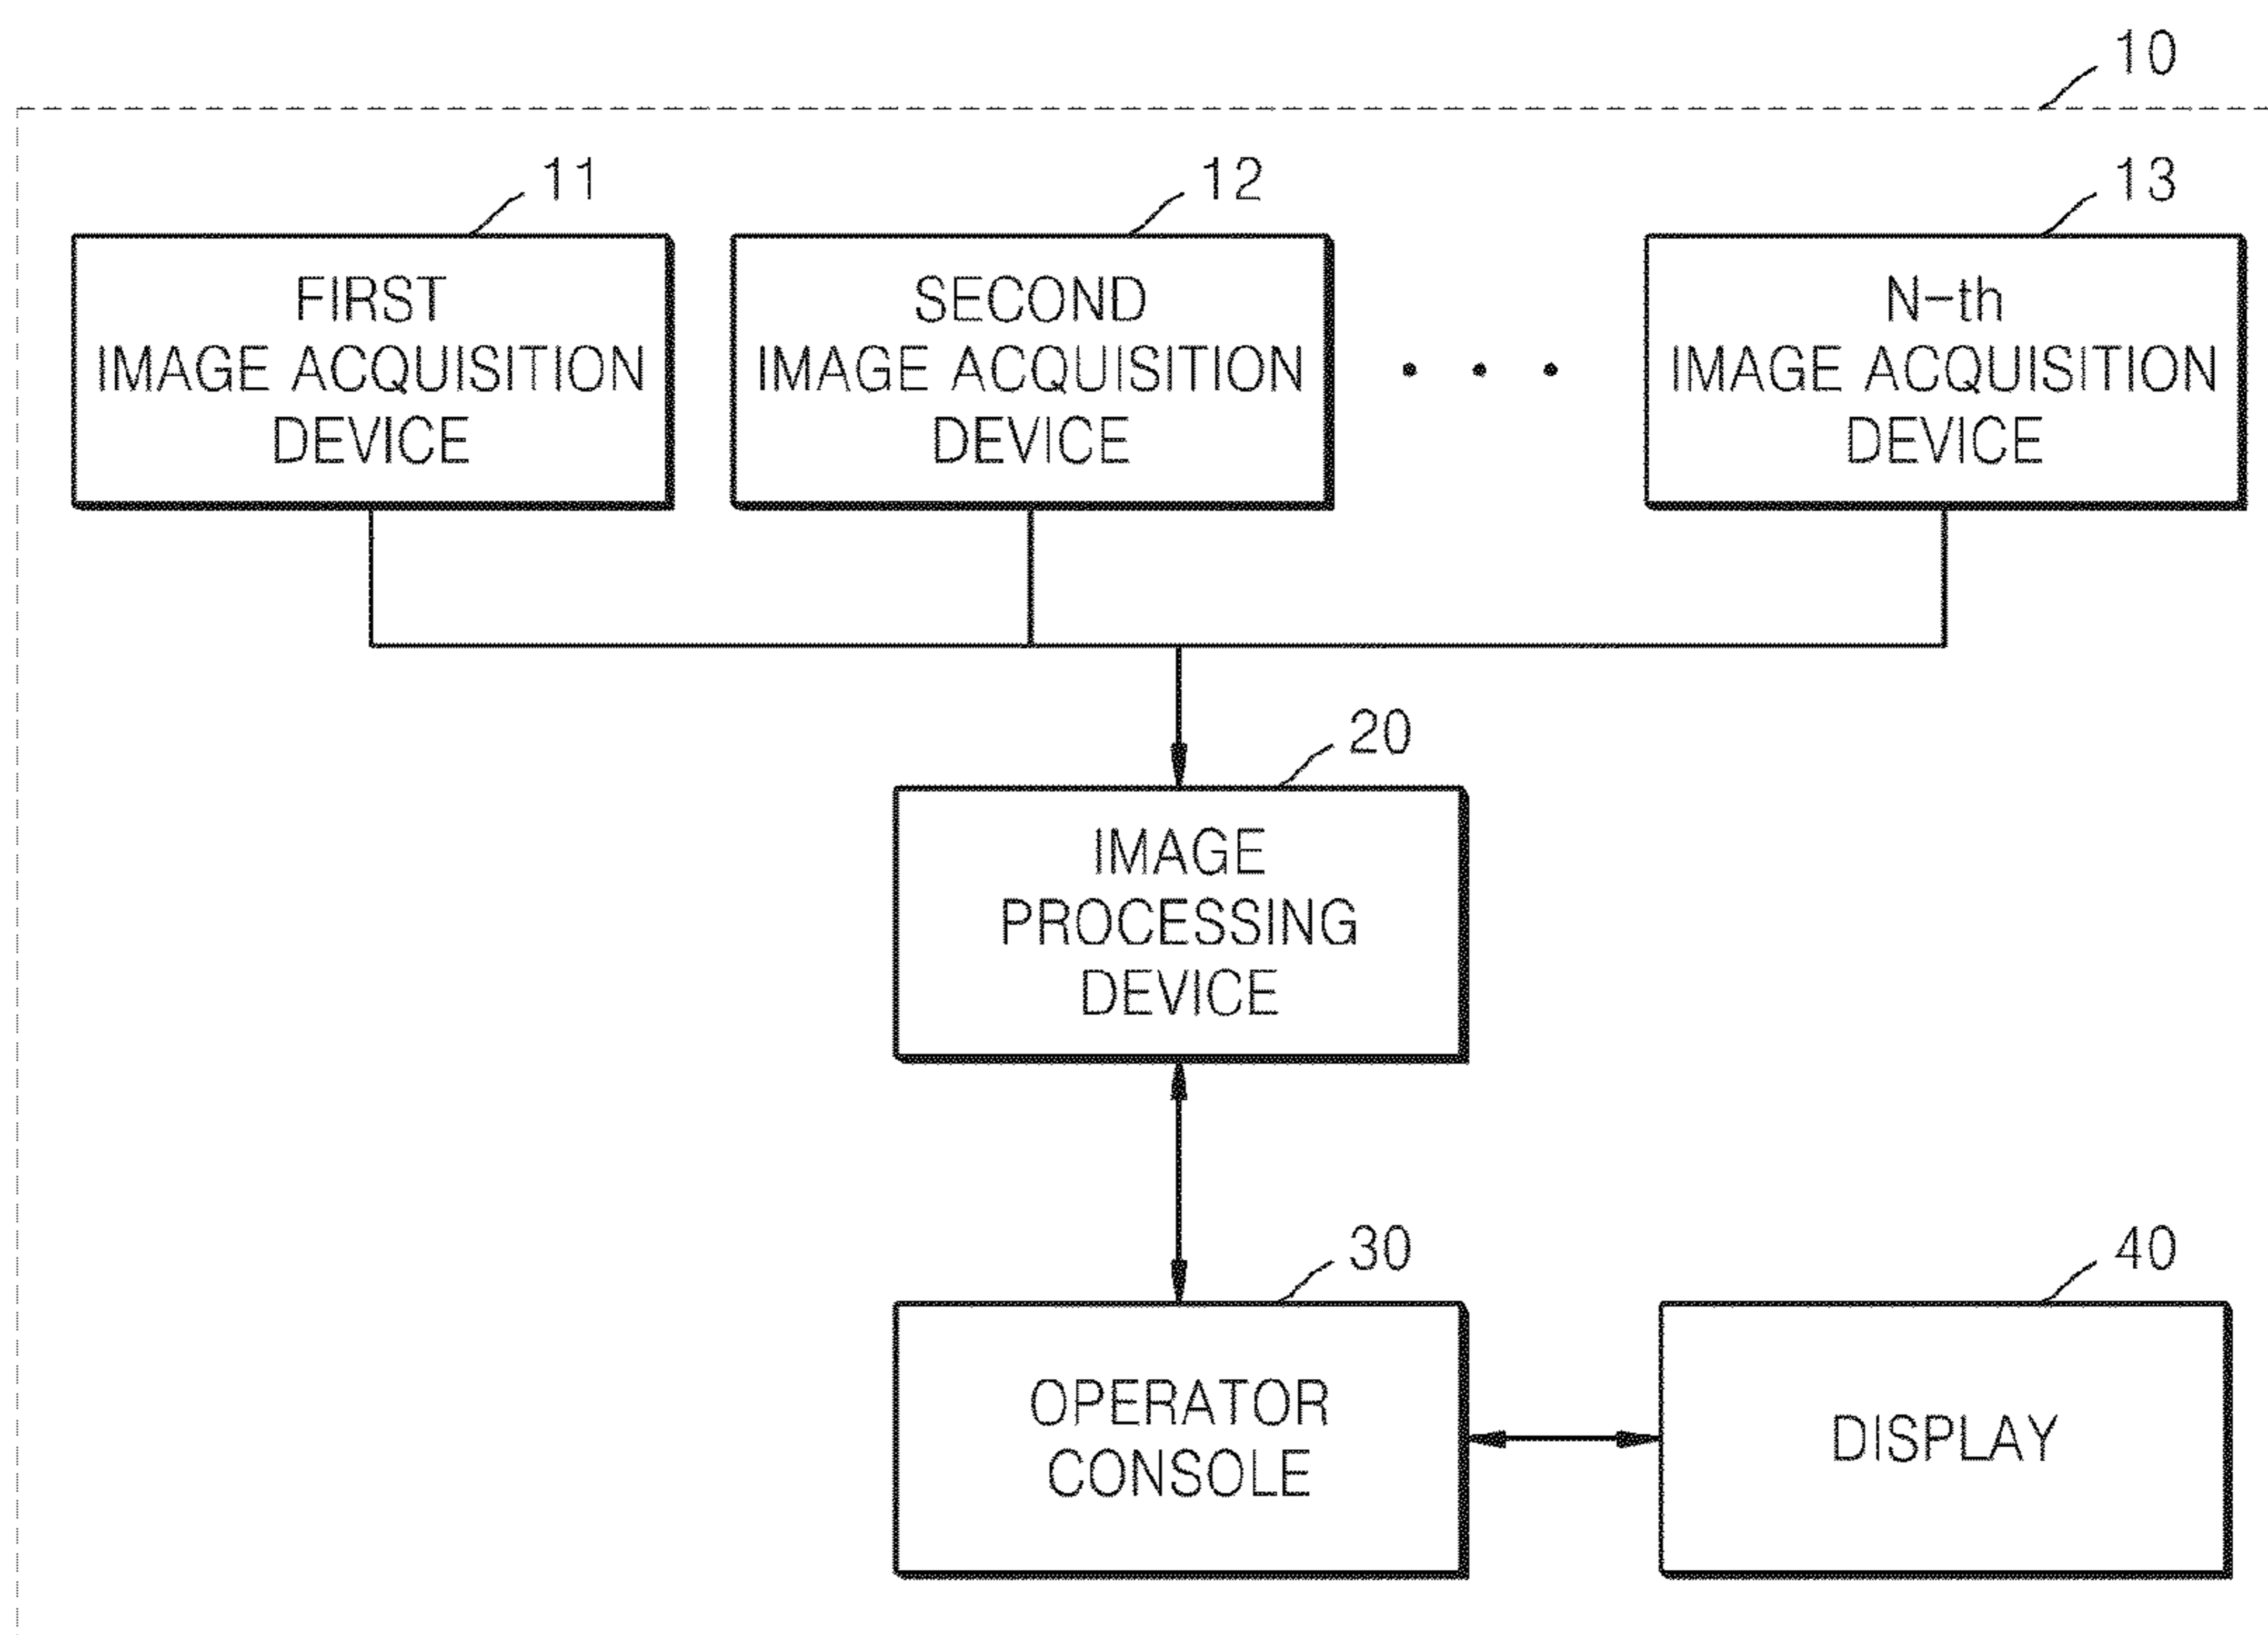 10
11
12
13
FIRST
IMAGE ACQUISITION
DEVICE
SECOND
IMAGE ACQUISITION
DEVICE
N-th
IMAGE ACQUISITION
DEVICE
20
IMAGE
PROCESSING
DEVICE
30
40
OPERATOR
CONSOLE
DISPLAY